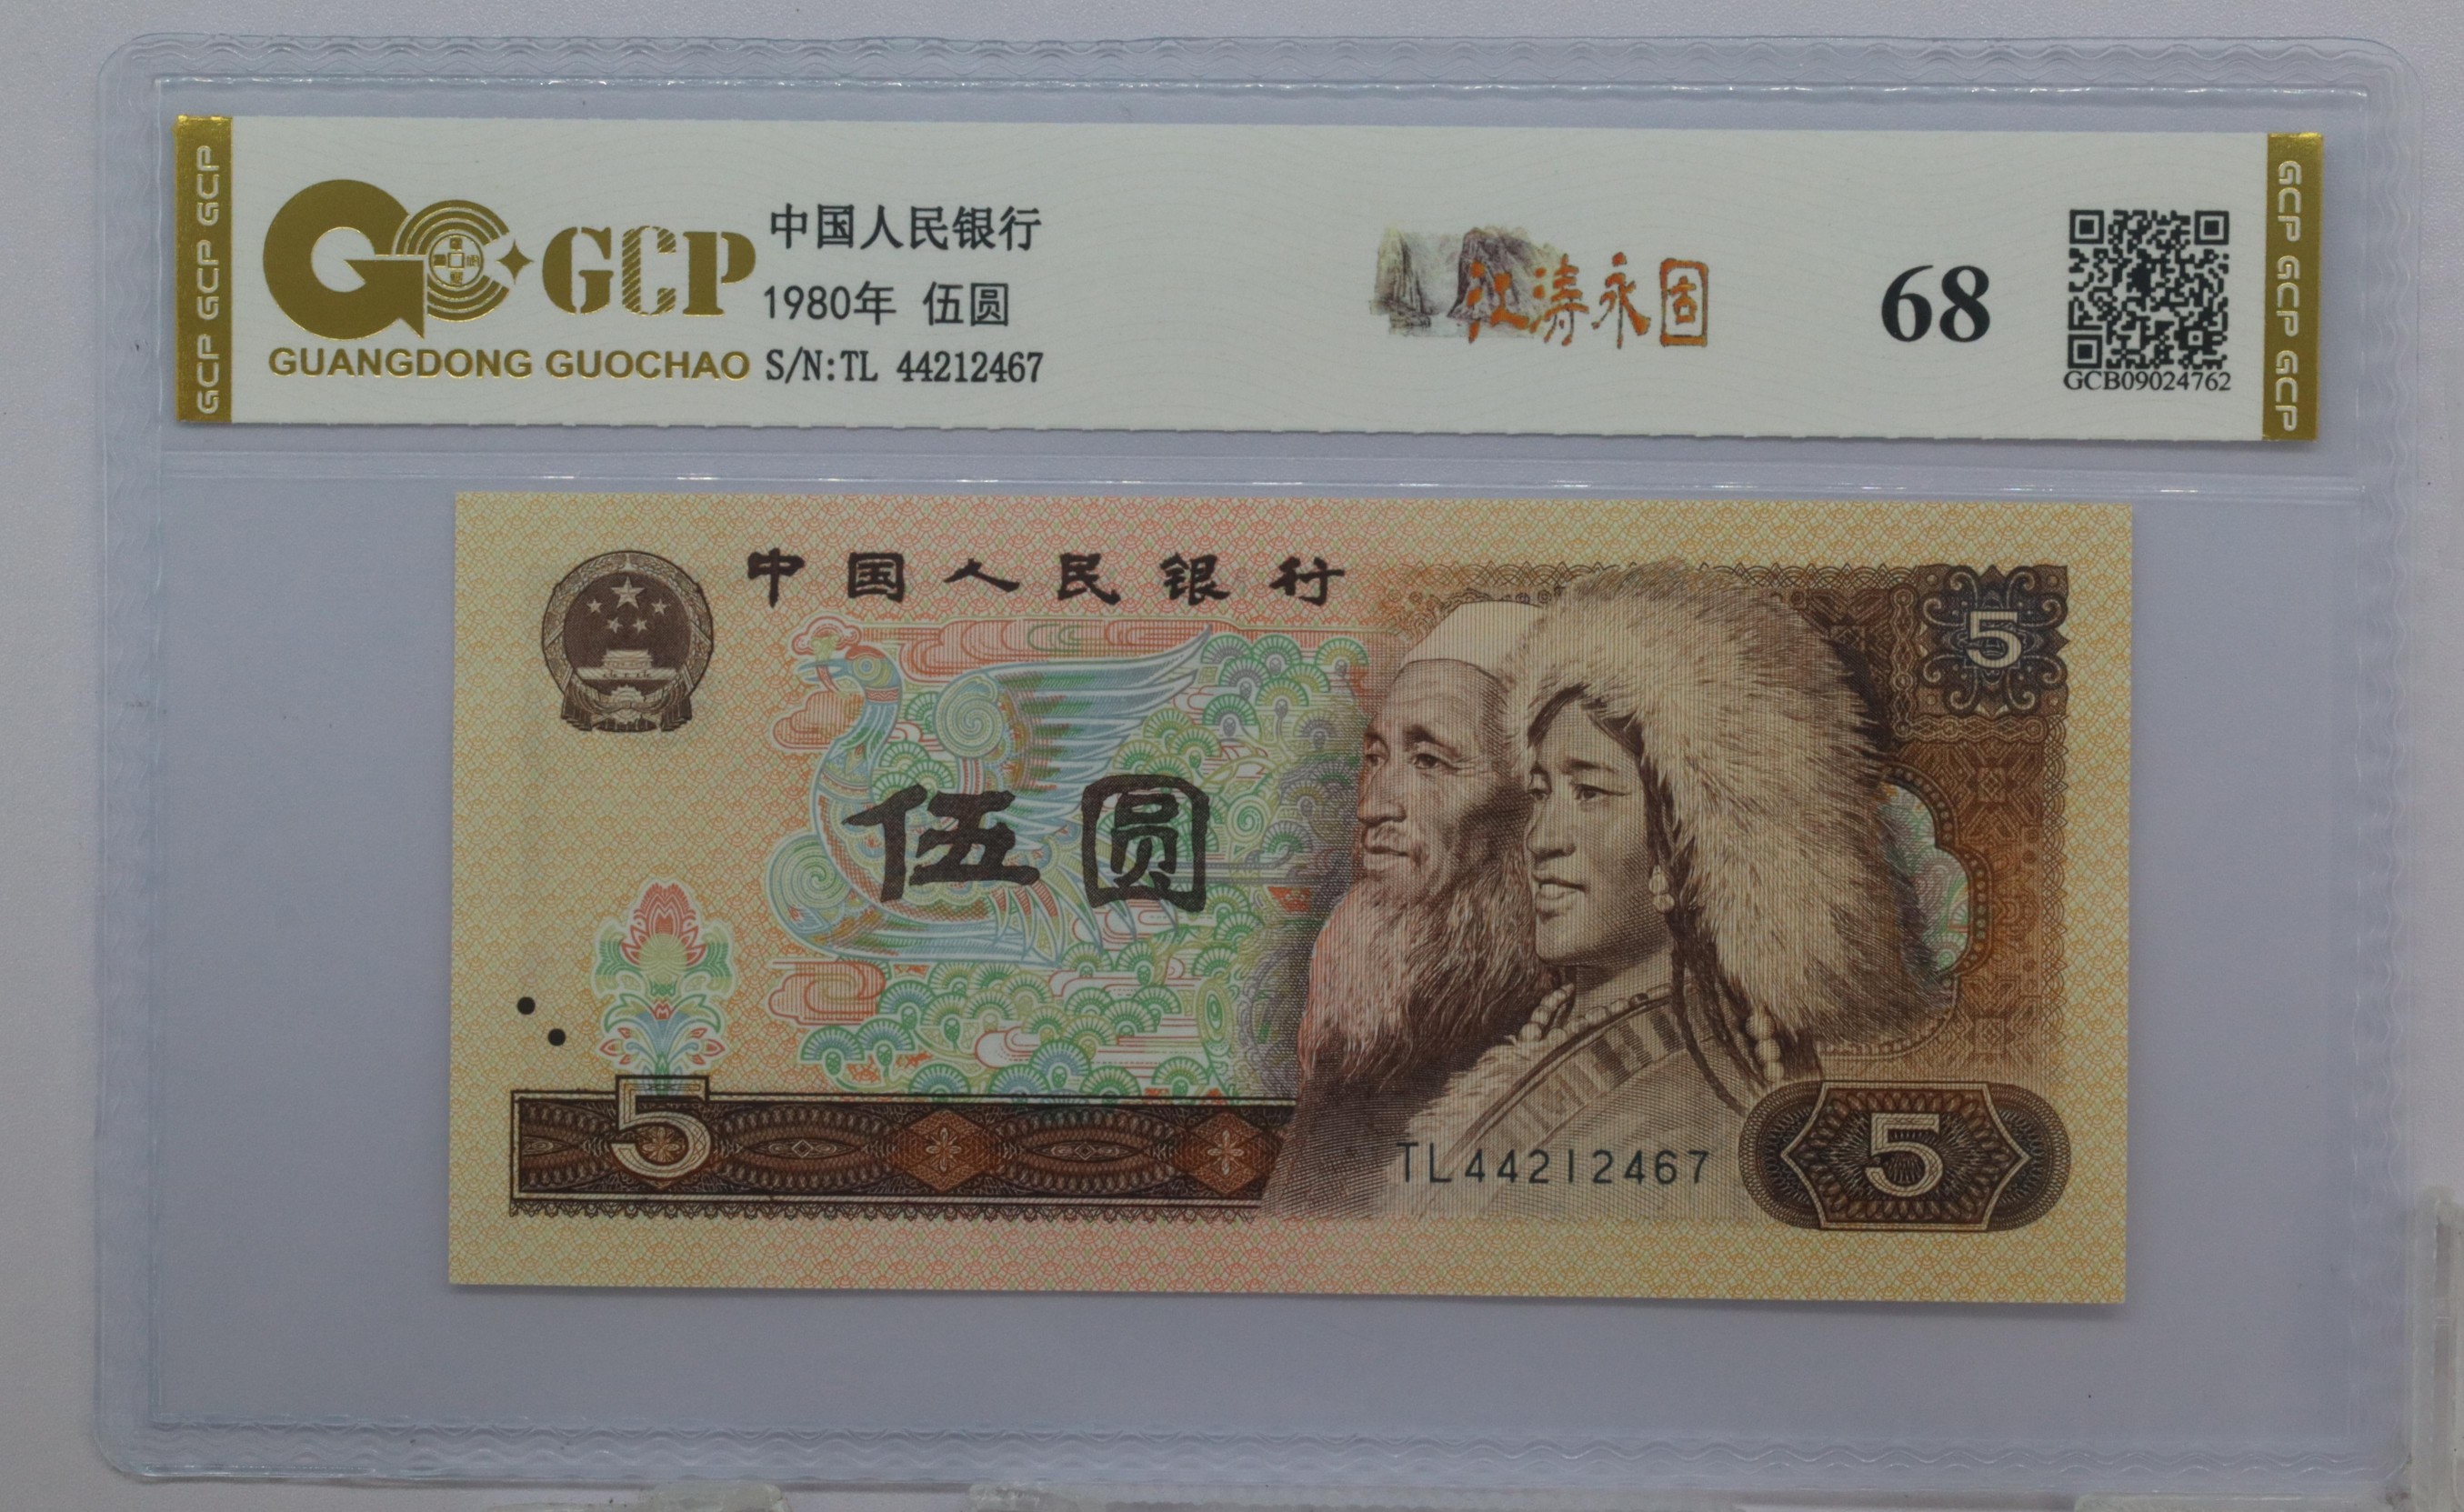 GCP GCP GCP
GCP
GUANGDONG GUOCHAO
中国人民银行
1980年 伍圆
S/N:TL 44212467
江涛永固
68
GCB09024762
GCP GCP GCP
中国人民银行
5
伍圆
5
TL44212467
5